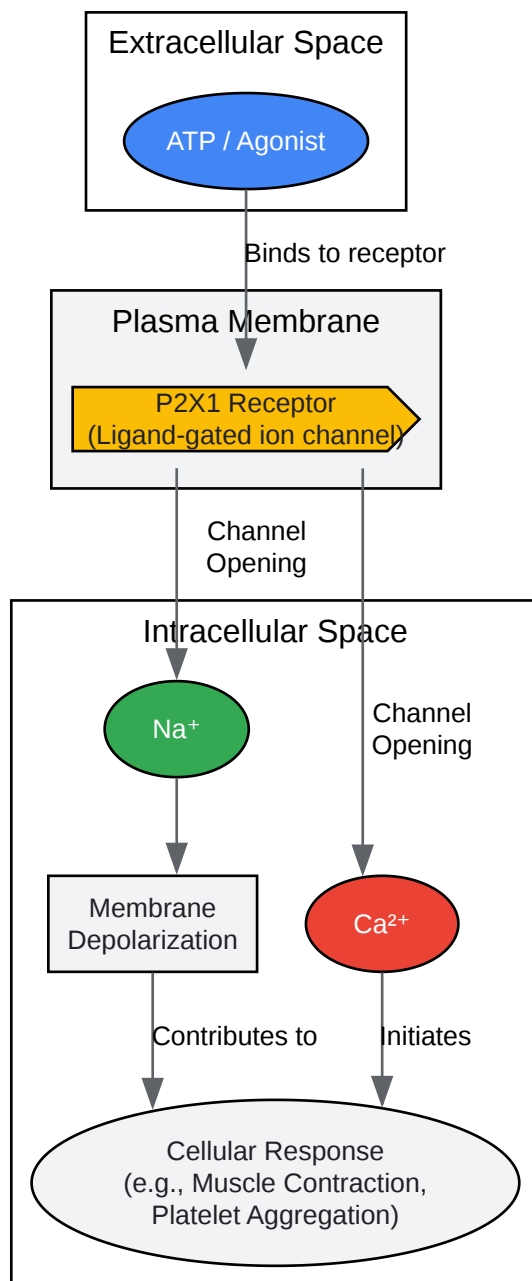 Extracellular Space
ATP / Agonist
Binds to receptor
Plasma Membrane
P2X1 Receptor
(Ligand-gated ion channel)
Channel
Opening
Intracellular Space
Na⁺
Channel
Opening
Membrane
Depolarization
Ca²⁺
Contributes to
Initiates
Cellular Response
(e.g., Muscle Contraction,
Platelet Aggregation)